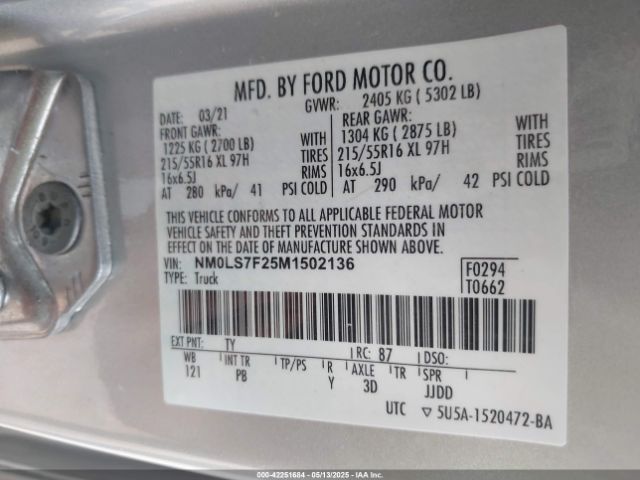 MFD. BY FORD MOTOR CO.
DATE: 03/21 GVWR: 2405 KG ( 5302 LB)
FRONT GAWR: REAR GAWR:
1225 KG ( 2700 LB) WITH 1304 KG ( 2875 LB) WITH
215/55R16 XL 97H TIRES 215/55R16 XL 97H TIRES
16x6.5J RIMS 16x6.5J RIMS
AT 280 kPa/ 41 PSI COLD AT 290 kPa/ 42 PSI COLD
THIS VEHICLE CONFORMS TO ALL APPLICABLE FEDERAL MOTOR
VEHICLE SAFETY AND THEFT PREVENTION STANDARDS IN
EFFECT ON THE DATE OF MANUFACTURE SHOWN ABOVE.
VIN: NM0LS7F25M1502136 F0294
TYPE: Truck T0662
EXT PNT: TY RC: 87 DSO:
WB INT TR TP/PS R AXLE TR SPR
121 PB Y 3D JJDD
UTC ▽ 5U5A-1520472-BA
000-42251684 - 05/13/2025 - IAAI.COM